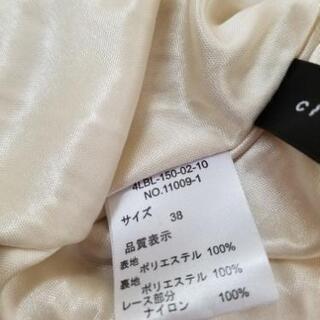 4LBL-150-02-10
NO.11009-1
サイズ 38
品質表示
表地 ポリエステル 100%
裏地 ポリエステル 100%
レース部分
ナイロン 100%